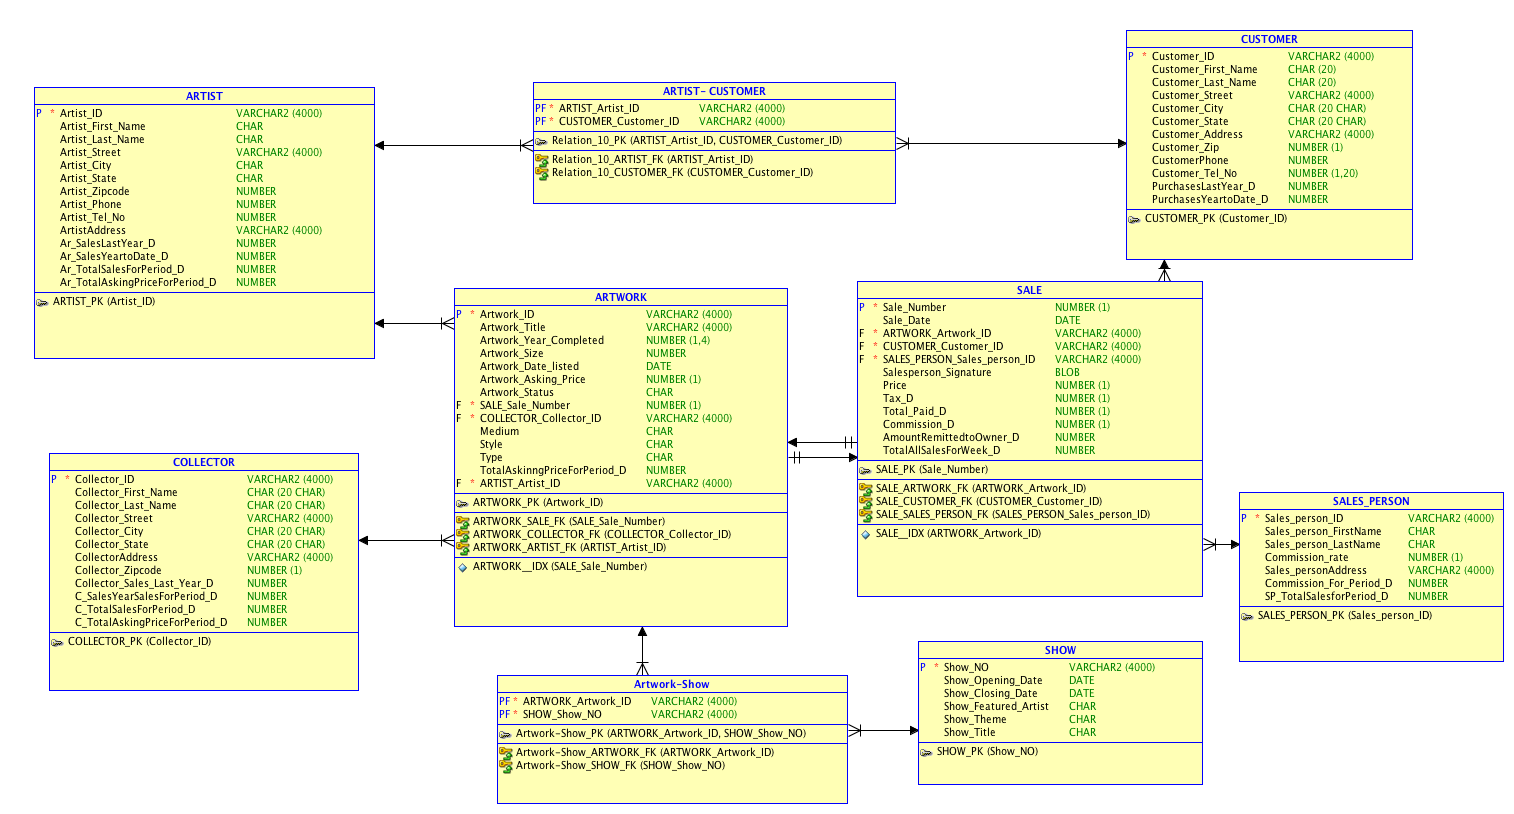 ARTIST
P * Artist_ID VARCHAR2 (4000)
Artist_First_Name CHAR
Artist_Last_Name CHAR
Artist_Street VARCHAR2 (4000)
Artist_City CHAR
Artist_State CHAR
Artist_Zipcode NUMBER
Artist_Phone NUMBER
Artist_Tel_No NUMBER
ArtistAddress VARCHAR2 (4000)
Ar_SalesLastYear_D NUMBER
Ar_SalesYeartoDate_D NUMBER
Ar_TotalSalesForPeriod_D NUMBER
Ar_TotalAskingPriceForPeriod_D NUMBER
ARTIST_PK (Artist_ID)
ARTIST- CUSTOMER
PF * ARTIST_Artist_ID VARCHAR2 (4000)
PF * CUSTOMER_Customer_ID VARCHAR2 (4000)
Relation_10_PK (ARTIST_Artist_ID, CUSTOMER_Customer_ID)
Relation_10_ARTIST_FK (ARTIST_Artist_ID)
Relation_10_CUSTOMER_FK (CUSTOMER_Customer_ID)
CUSTOMER
P * Customer_ID VARCHAR2 (4000)
Customer_First_Name CHAR (20)
Customer_Last_Name CHAR (20)
Customer_Street VARCHAR2 (4000)
Customer_City CHAR (20 CHAR)
Customer_State CHAR (20 CHAR)
Customer_Address VARCHAR2 (4000)
Customer_Zip NUMBER (1)
CustomerPhone NUMBER
Customer_Tel_No NUMBER (1,20)
PurchasesLastYear_D NUMBER
PurchasesYeartoDate_D NUMBER
CUSTOMER_PK (Customer_ID)
ARTWORK
P * Artwork_ID VARCHAR2 (4000)
Artwork_Title VARCHAR2 (4000)
Artwork_Year_Completed NUMBER (1,4)
Artwork_Size NUMBER
Artwork_Date_listed DATE
Artwork_Asking_Price NUMBER (1)
Artwork_Status CHAR
F * SALE_Sale_Number NUMBER (1)
F * COLLECTOR_Collector_ID VARCHAR2 (4000)
Medium CHAR
Style CHAR
Type CHAR
TotalAskinngPriceForPeriod_D NUMBER
F * ARTIST_Artist_ID VARCHAR2 (4000)
ARTWORK_PK (Artwork_ID)
ARTWORK_SALE_FK (SALE_Sale_Number)
ARTWORK_COLLECTOR_FK (COLLECTOR_Collector_ID)
ARTWORK_ARTIST_FK (ARTIST_Artist_ID)
ARTWORK__IDX (SALE_Sale_Number)
SALE
P * Sale_Number NUMBER (1)
Sale_Date DATE
F * ARTWORK_Artwork_ID VARCHAR2 (4000)
F * CUSTOMER_Customer_ID VARCHAR2 (4000)
F * SALES_PERSON_Sales_person_ID VARCHAR2 (4000)
Salesperson_Signature BLOB
Price NUMBER (1)
Tax_D NUMBER (1)
Total_Paid_D NUMBER (1)
Commission_D NUMBER (1)
AmountRemittedtoOwner_D NUMBER
TotalAllSalesForWeek_D NUMBER
SALE_PK (Sale_Number)
SALE_ARTWORK_FK (ARTWORK_Artwork_ID)
SALE_CUSTOMER_FK (CUSTOMER_Customer_ID)
SALE_SALES_PERSON_FK (SALES_PERSON_Sales_person_ID)
SALE__IDX (ARTWORK_Artwork_ID)
COLLECTOR
P * Collector_ID VARCHAR2 (4000)
Collector_First_Name CHAR (20 CHAR)
Collector_Last_Name CHAR (20 CHAR)
Collector_Street VARCHAR2 (4000)
Collector_City CHAR (20 CHAR)
Collector_State CHAR (20 CHAR)
CollectorAddress VARCHAR2 (4000)
Collector_Zipcode NUMBER (1)
Collector_Sales_Last_Year_D NUMBER
C_SalesYearSalesForPeriod_D NUMBER
C_TotalSalesForPeriod_D NUMBER
C_TotalAskingPriceForPeriod_D NUMBER
COLLECTOR_PK (Collector_ID)
SALES_PERSON
P * Sales_person_ID VARCHAR2 (4000)
Sales_person_FirstName CHAR
Sales_person_LastName CHAR
Commission_rate NUMBER (1)
Sales_personAddress VARCHAR2 (4000)
Commission_For_Period_D NUMBER
SP_TotalSalesforPeriod_D NUMBER
SALES_PERSON_PK (Sales_person_ID)
Artwork-Show
PF * ARTWORK_Artwork_ID VARCHAR2 (4000)
PF * SHOW_Show_NO VARCHAR2 (4000)
Artwork-Show_PK (ARTWORK_Artwork_ID, SHOW_Show_NO)
Artwork-Show_ARTWORK_FK (ARTWORK_Artwork_ID)
Artwork-Show_SHOW_FK (SHOW_Show_NO)
SHOW
P * Show_NO VARCHAR2 (4000)
Show_Opening_Date DATE
Show_Closing_Date DATE
Show_Featured_Artist CHAR
Show_Theme CHAR
Show_Title CHAR
SHOW_PK (Show_NO)